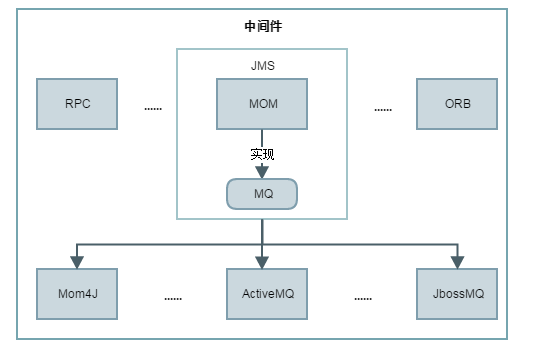 中间件
JMS
RPC
......
MOM
......
ORB
实现
MQ
Mom4J
......
ActiveMQ
......
JbossMQ